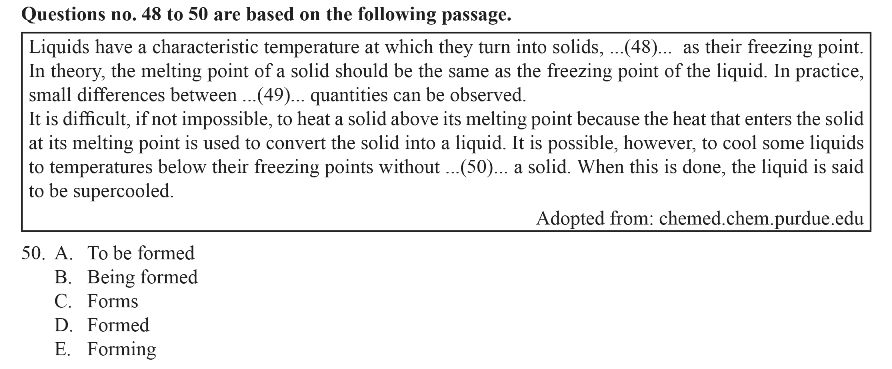 Questions no. 48 to 50 are based on the following passage.
Liquids have a characteristic temperature at which they turn into solids, ...(48)... as their freezing point.
In theory, the melting point of a solid should be the same as the freezing point of the liquid. In practice,
small differences between ...(49)... quantities can be observed.
It is difficult, if not impossible, to heat a solid above its melting point because the heat that enters the solid
at its melting point is used to convert the solid into a liquid. It is possible, however, to cool some liquids
to temperatures below their freezing points without ...(50)... a solid. When this is done, the liquid is said
to be supercooled.
Adopted from: chemed.chem.purdue.edu
50. A. To be formed
B. Being formed
C. Forms
D. Formed
E. Forming